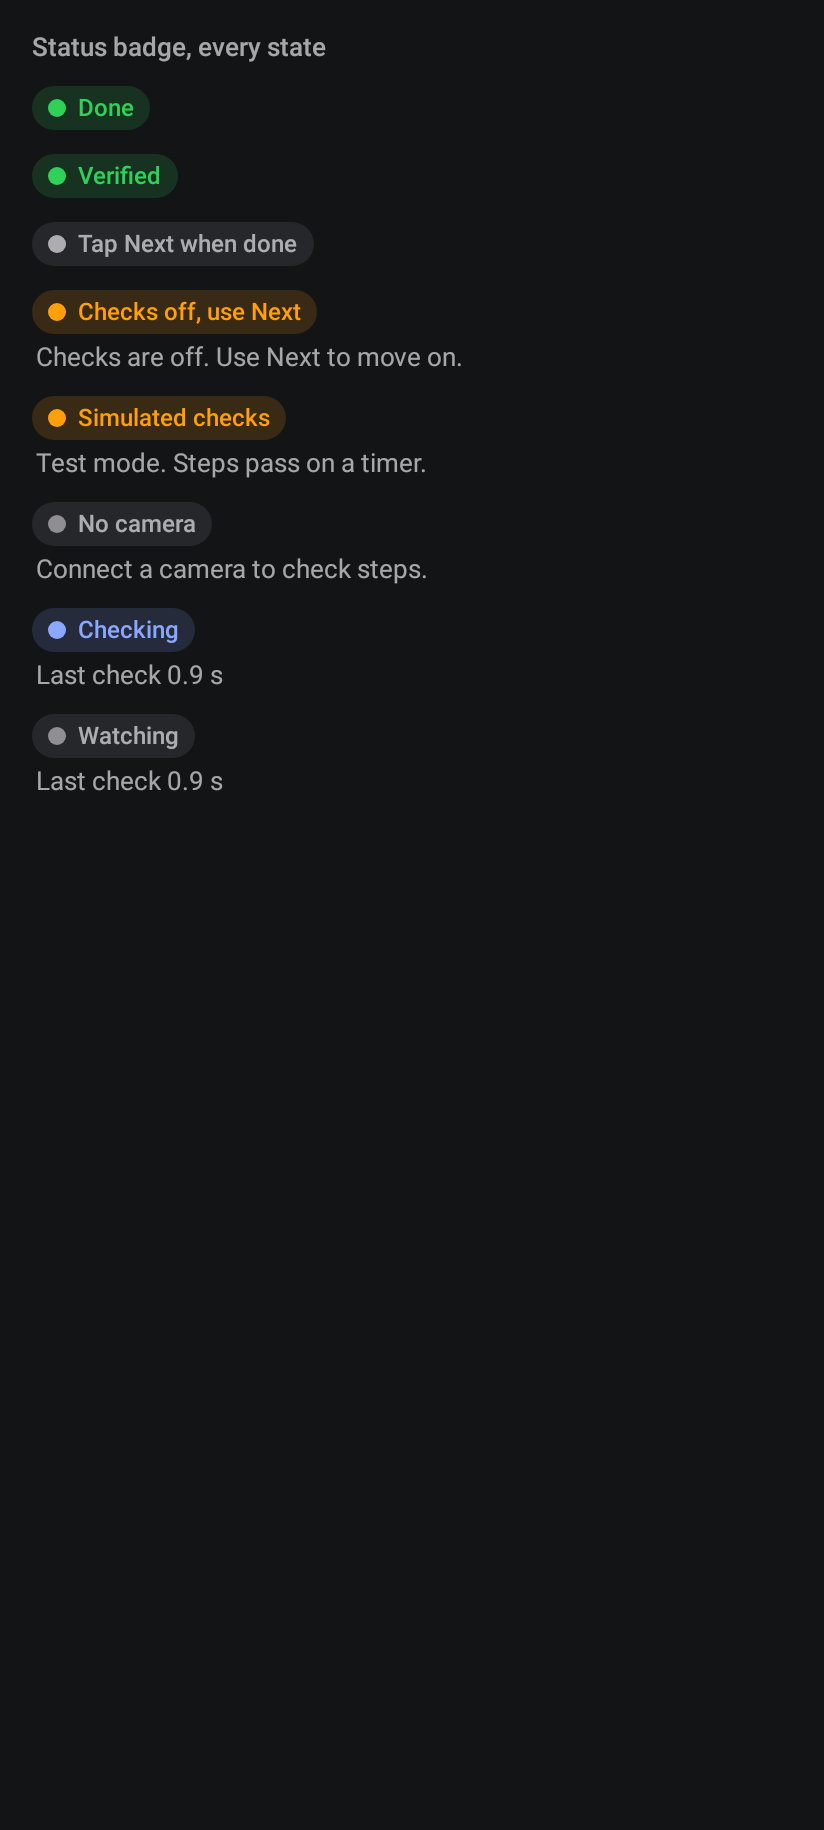 Status badge, every state
Done
Verified
Tap Next when done
Checks off, use Next
Checks are off. Use Next to move on.
Simulated checks
Test mode. Steps pass on a timer.
No camera
Connect a camera to check steps.
Checking
Last check 0.9 s
Watching
Last check 0.9 s